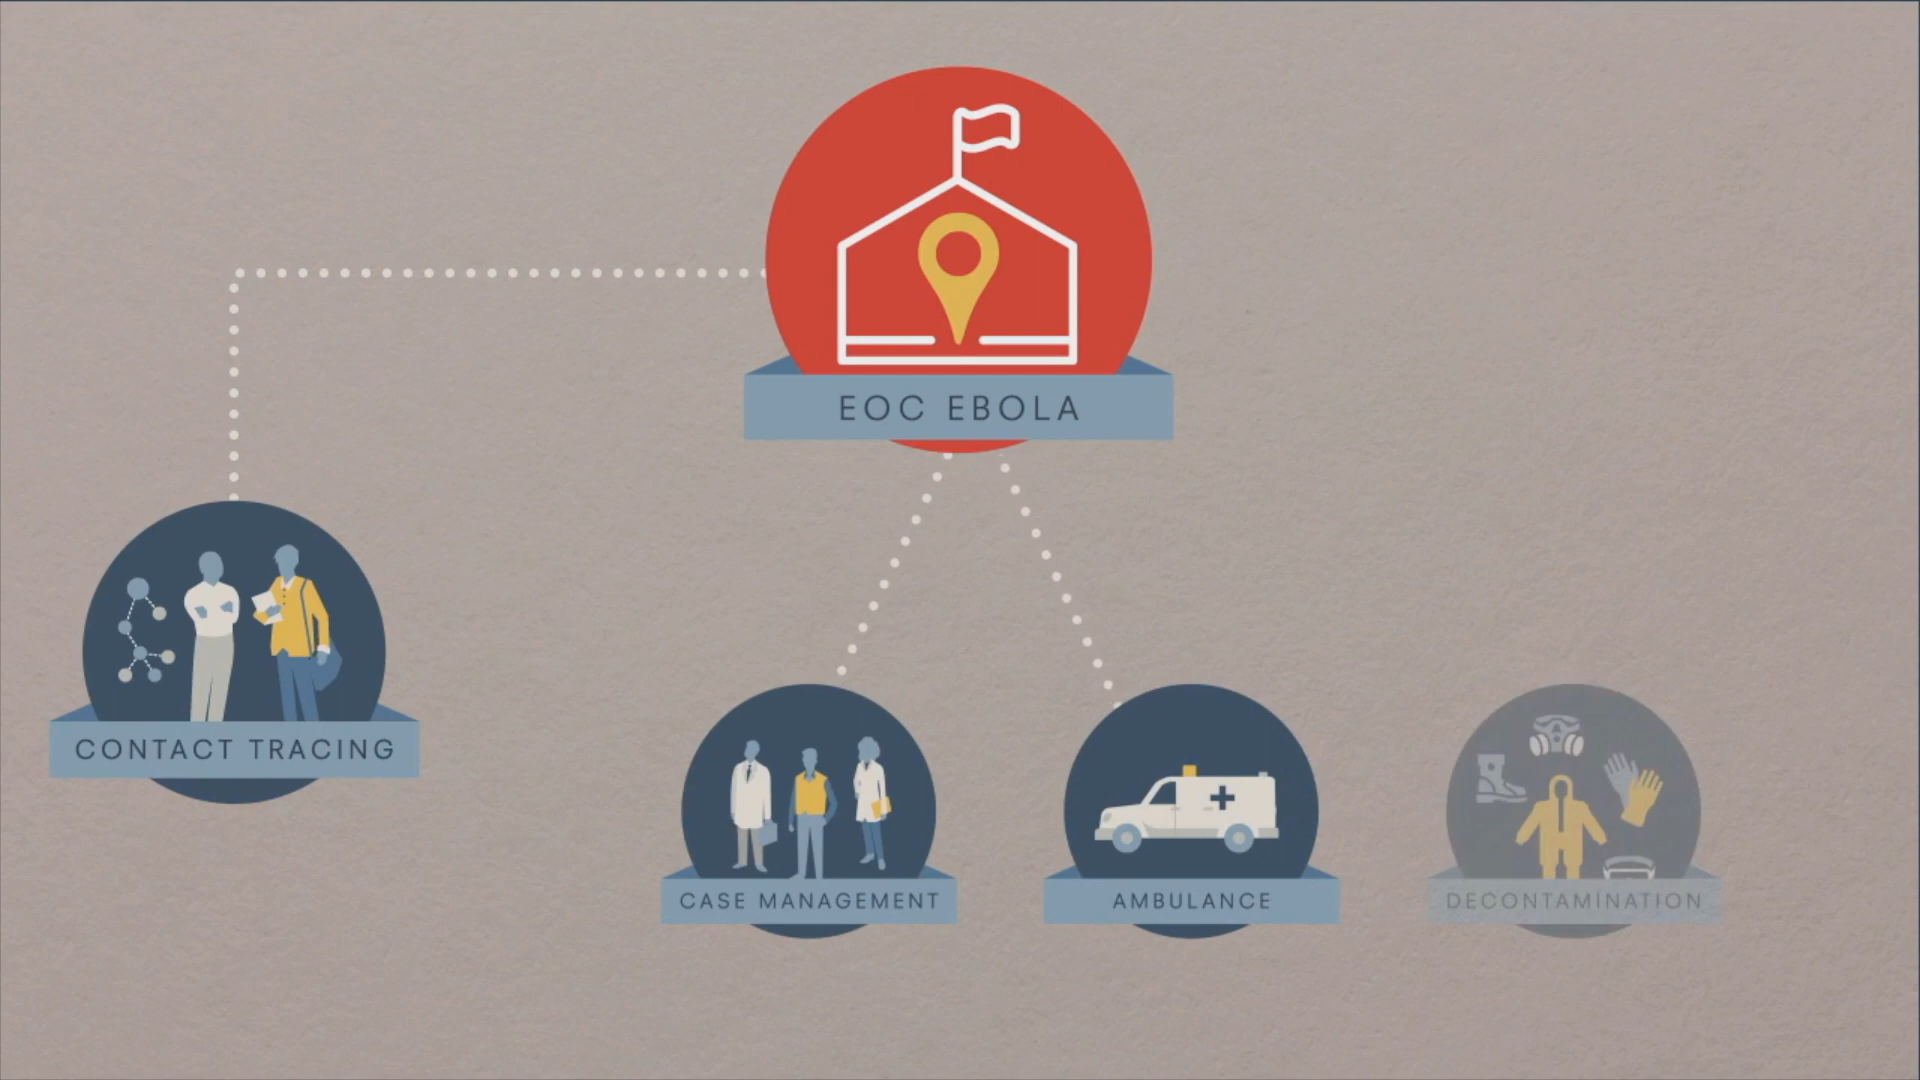 EOC EBOLA
CONTACT TRACING
CASE MANAGEMENT
AMBULANCE
DECONTAMINATION